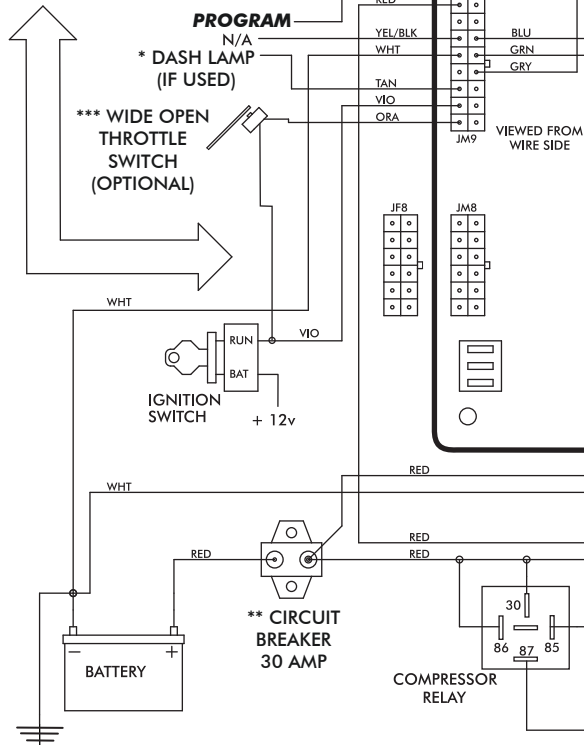 RED
PROGRAM
N/A
YEL/BLK
BLU
* DASH LAMP
(IF USED)
WHT
GRN
GRY
TAN
VIO
ORA
*** WIDE OPEN
THROTTLE
SWITCH
(OPTIONAL)
JM9
VIEWED FROM
WIRE SIDE
JF8
JM8
WHT
RUN
VIO
BAT
IGNITION
SWITCH
+ 12v
RED
WHT
RED
RED
RED
** CIRCUIT
BREAKER
30 AMP
30
86
87
85
BATTERY
- +
COMPRESSOR
RELAY